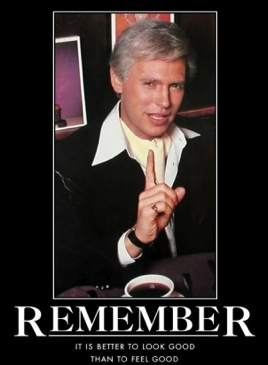 REMEMBER
IT IS BETTER TO LOOK GOOD
THAN TO FEEL GOOD